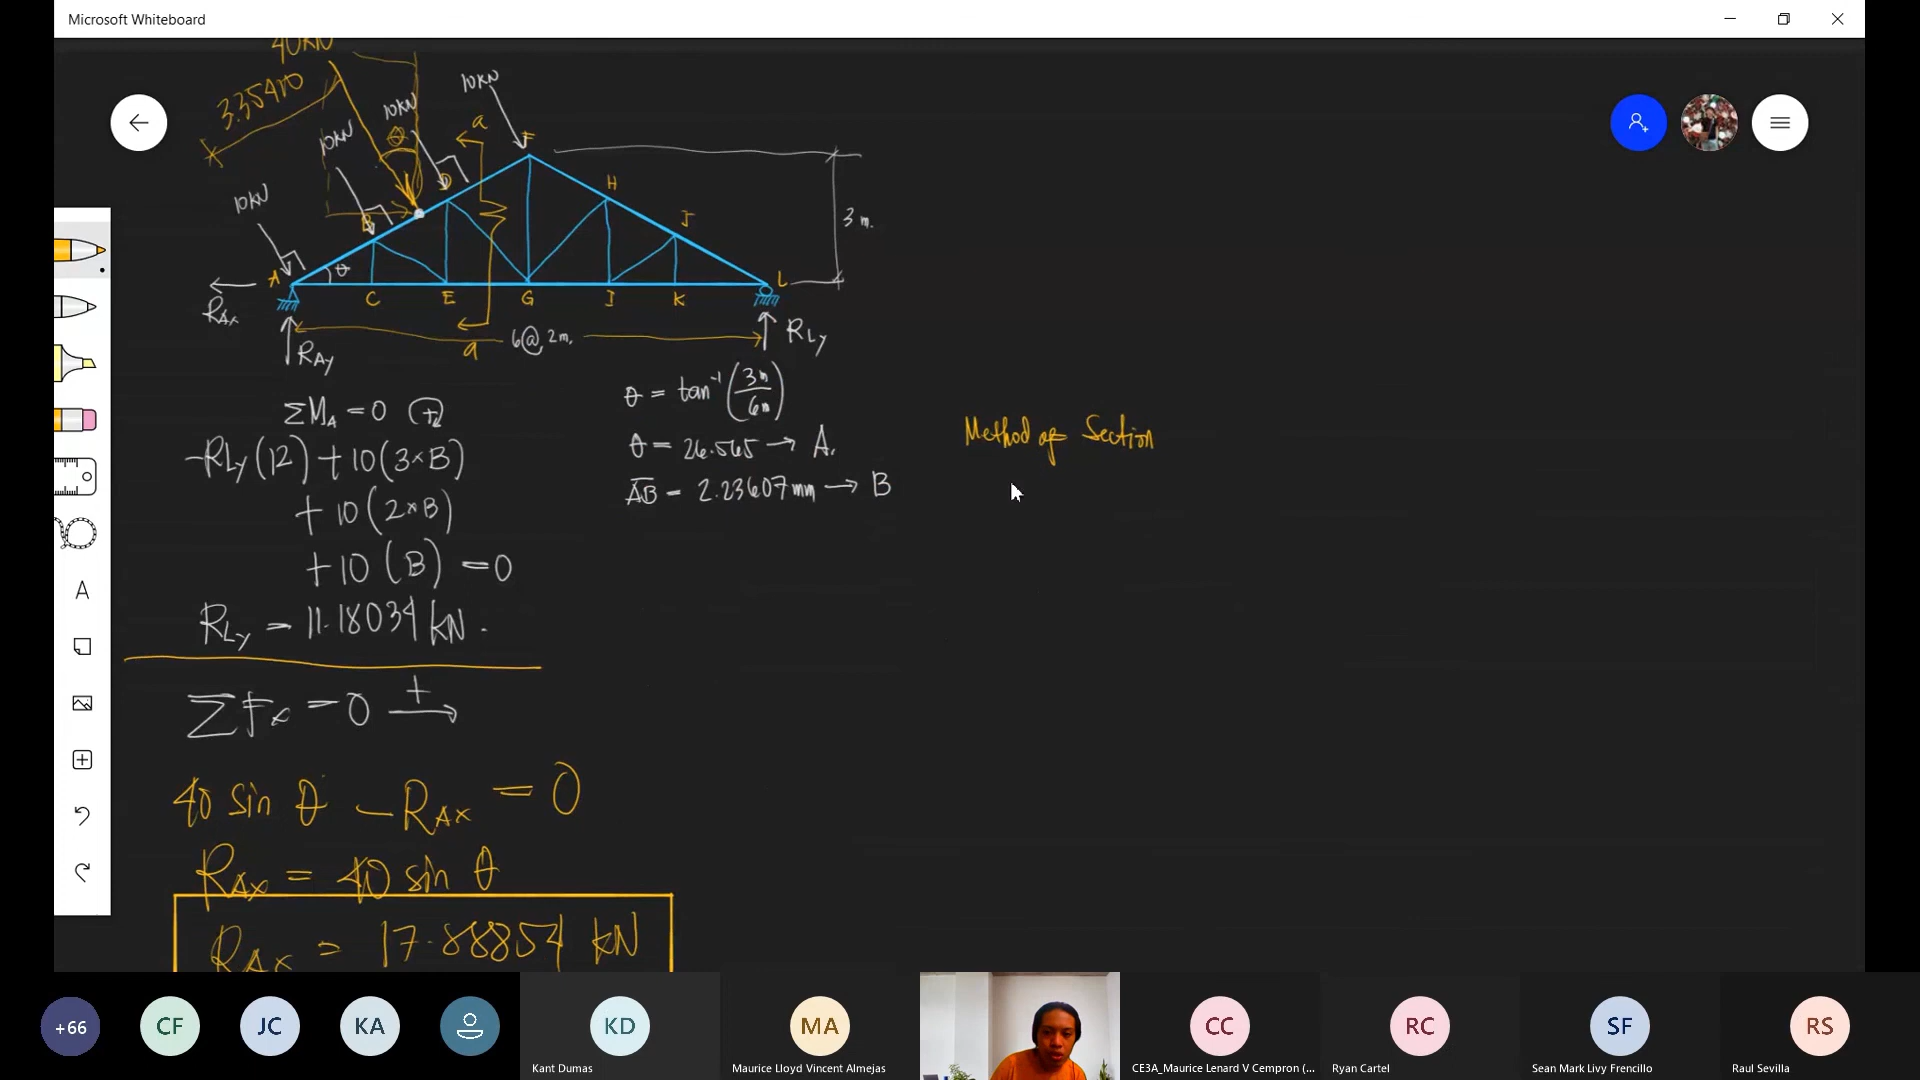 Microsoft Whiteboard
40KN
3.35410
10KN
10KN
10KN
10KN
θ
a
F
D
H
B
J
3 m.
A
θ
L
C
E
G
I
K
RAx
RAy
a
6@ 2m.
RLy
ΣMA = 0 (+)
-RLy(12) + 10(3×B)
+ 10(2×B)
+ 10 (B) = 0
RLy = 11.18034 kN.
θ = tan⁻¹(3m/6m)
θ = 26.565 → A.
AB = 2.23607mm → B
Method of Section
ΣFx = 0 +→
40 sin θ - RAx = 0
RAx = 40 sin θ
RAx = 17.88854 kN
A
+66
CF
JC
KA
KD
Kant Dumas
MA
Maurice Lloyd Vincent Almejas
CC
CE3A_Maurice Lenard V Cempron (...
RC
Ryan Cartel
SF
Sean Mark Livy Frencillo
RS
Raul Sevilla